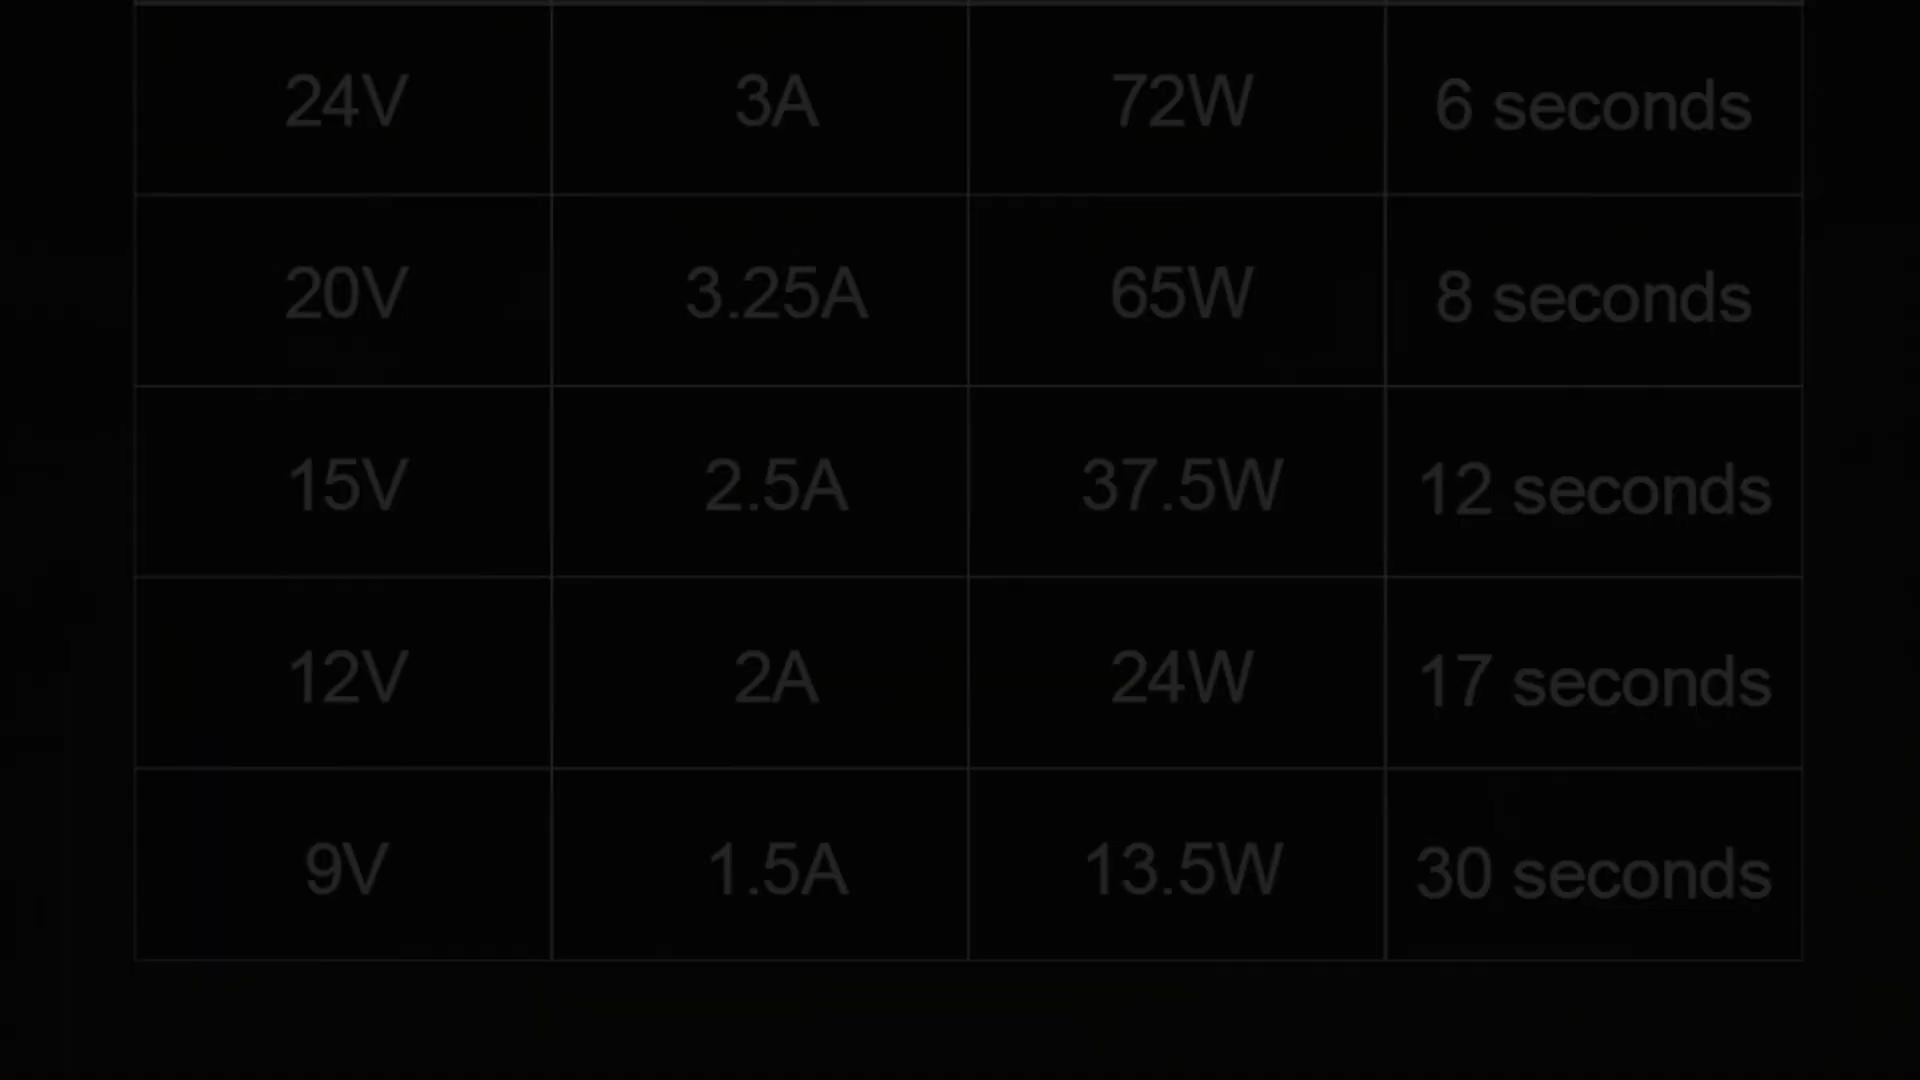 24V 3A 72W 6 seconds
20V 3.25A 65W 8 seconds
15V 2.5A 37.5W 12 seconds
12V 2A 24W 17 seconds
9V 1.5A 13.5W 30 seconds